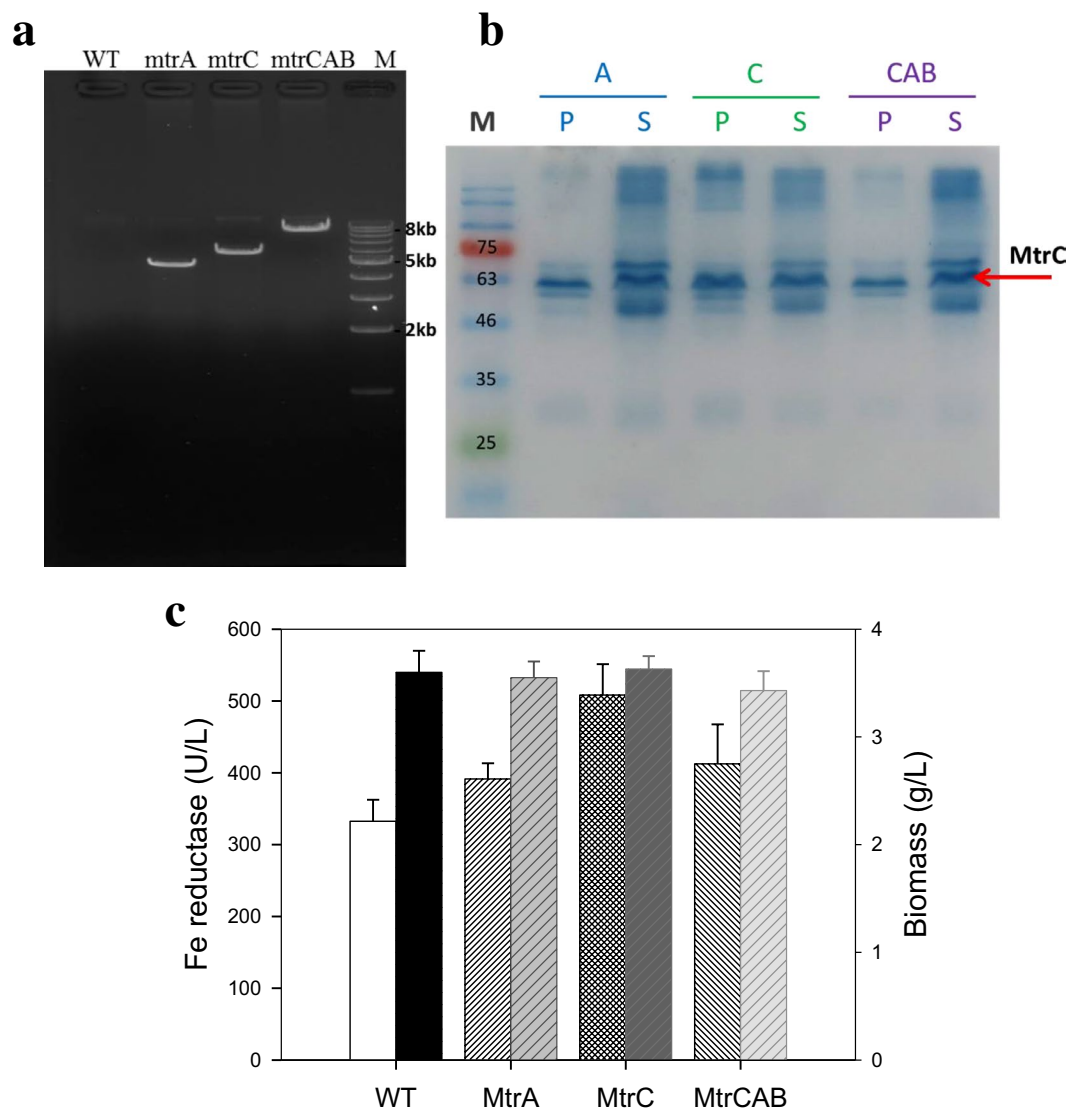 a
WT mtrA mtrC mtrCAB M
8kb
5kb
2kb
b
A C CAB
M P S P S P S
75
63
46
35
25
MtrC
c
Fe reductase (U/L)
600
500
400
300
200
100
0
WT MtrA MtrC MtrCAB
4
3
2
1
0
Biomass (g/L)